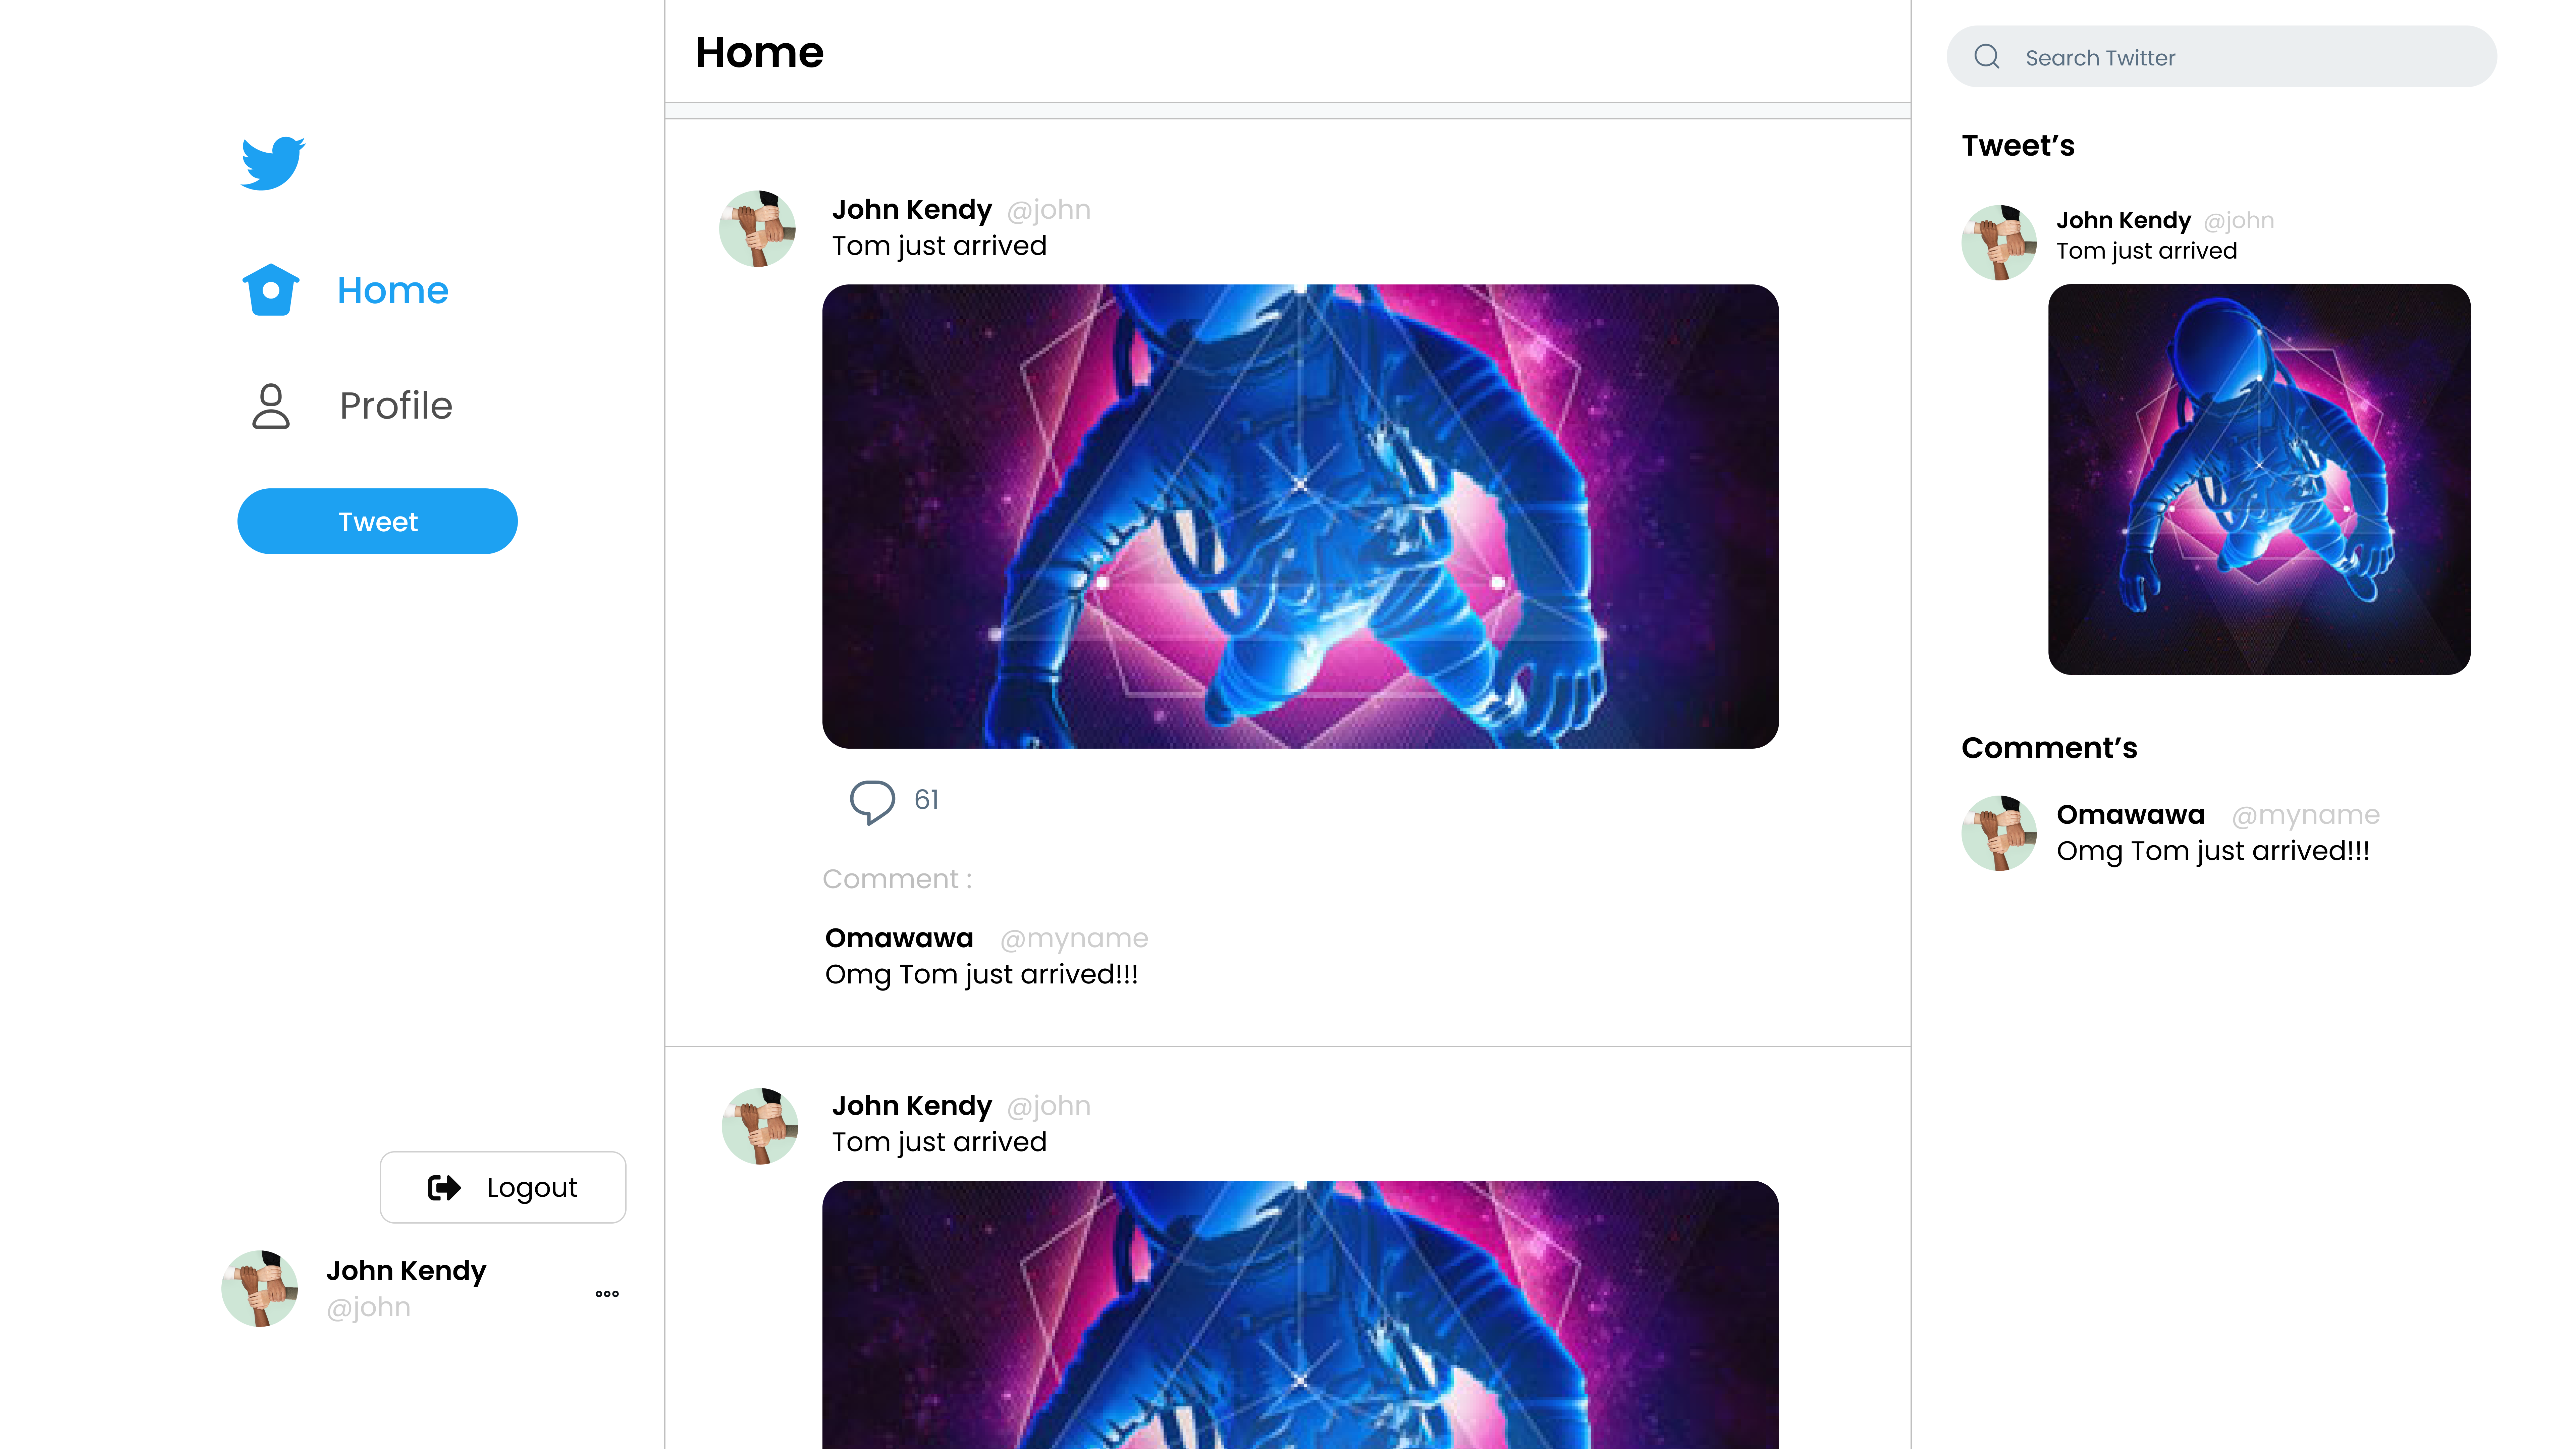 Home
Profile
Tweet
Logout
John Kendy
@john
Home
John Kendy @john
Tom just arrived
61
Comment :
Omawawa @myname
Omg Tom just arrived!!!
John Kendy @john
Tom just arrived
Search Twitter
Tweet’s
John Kendy @john
Tom just arrived
Comment’s
Omawawa @myname
Omg Tom just arrived!!!